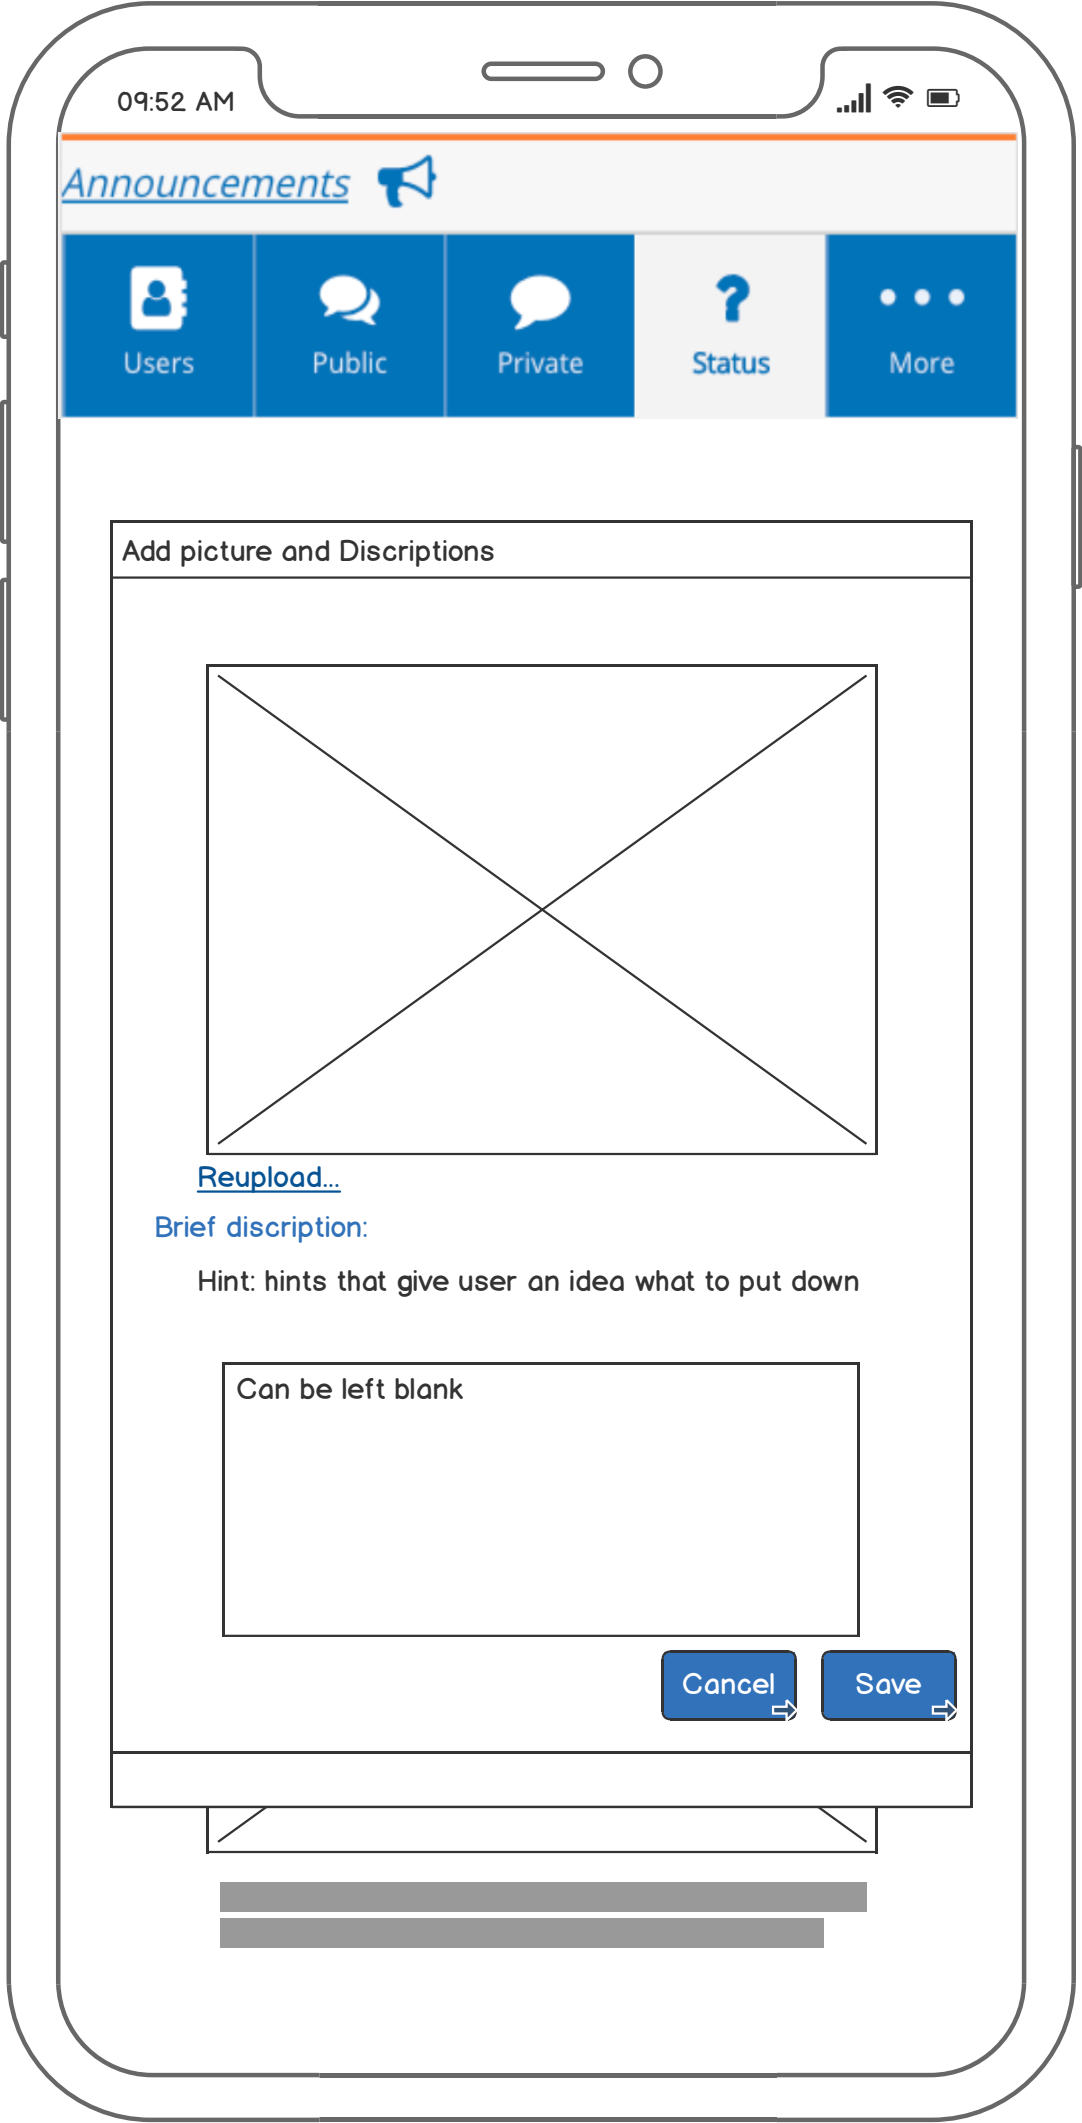 09:52 AM
Announcements
Users Public Private Status More
Add picture and Discriptions
Reupload...
Brief discription:
Hint: hints that give user an idea what to put down
Can be left blank
Cancel Save